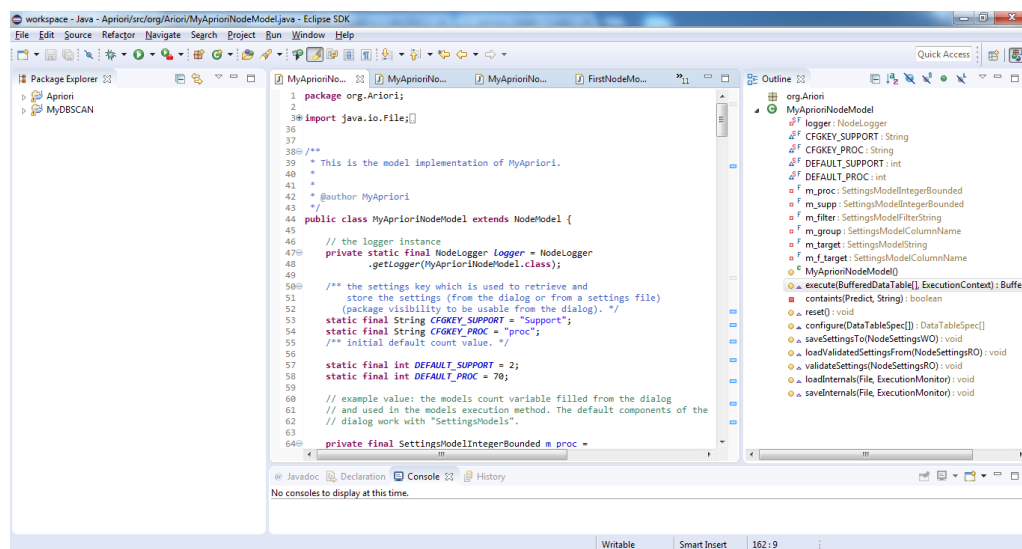 workspace - Java - Apriori/src/org/Ariori/MyAprioriNodeModel.java - Eclipse SDK
File Edit Source Refactor Navigate Search Project Run Window Help
Quick Access
Package Explorer
Apriori
MyDBSCAN
MyAprioriNo... MyAprioriNo... MyAprioriNo... FirstNodeMo... »11
1 package org.Ariori;
2
3 import java.io.File;
36
37
38 /**
39 * This is the model implementation of MyApriori.
40 *
41 *
42 * @author MyApriori
43 */
44 public class MyAprioriNodeModel extends NodeModel {
45
46 // the logger instance
47 private static final NodeLogger logger = NodeLogger
48 .getLogger(MyAprioriNodeModel.class);
49
50 /** the settings key which is used to retrieve and
51 store the settings (from the dialog or from a settings file)
52 (package visibility to be usable from the dialog). */
53 static final String CFGKEY_SUPPORT = "Support";
54 static final String CFGKEY_PROC = "proc";
55 /** initial default count value. */
56
57 static final int DEFAULT_SUPPORT = 2;
58 static final int DEFAULT_PROC = 70;
59
60 // example value: the models count variable filled from the dialog
61 // and used in the models execution method. The default components of the
62 // dialog work with "SettingsModels".
63
64 private final SettingsModelIntegerBounded m_proc =
Outline
org.Ariori
MyAprioriNodeModel
logger : NodeLogger
CFGKEY_SUPPORT : String
CFGKEY_PROC : String
DEFAULT_SUPPORT : int
DEFAULT_PROC : int
m_proc : SettingsModelIntegerBounded
m_supp : SettingsModelIntegerBounded
m_filter : SettingsModelFilterString
m_group : SettingsModelColumnName
m_target : SettingsModelString
m_f_target : SettingsModelColumnName
MyAprioriNodeModel()
execute(BufferedDataTable[], ExecutionContext) : Buffe
containts(Predict, String) : boolean
reset() : void
configure(DataTableSpec[]) : DataTableSpec[]
saveSettingsTo(NodeSettingsWO) : void
loadValidatedSettingsFrom(NodeSettingsRO) : void
validateSettings(NodeSettingsRO) : void
loadInternals(File, ExecutionMonitor) : void
saveInternals(File, ExecutionMonitor) : void
Javadoc Declaration Console History
No consoles to display at this time.
Writable Smart Insert 162 : 9